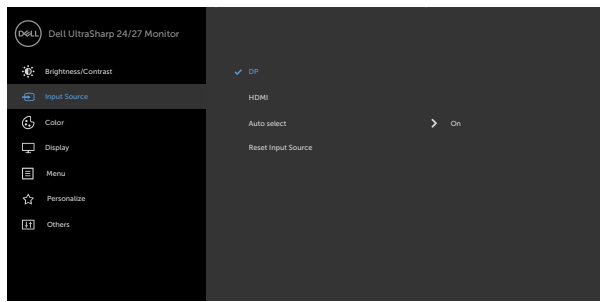 DELL Dell UltraSharp 24/27 Monitor
Brightness/Contrast
Input Source
Color
Display
Menu
Personalize
Others
DP
HDMI
Auto select On
Reset Input Source